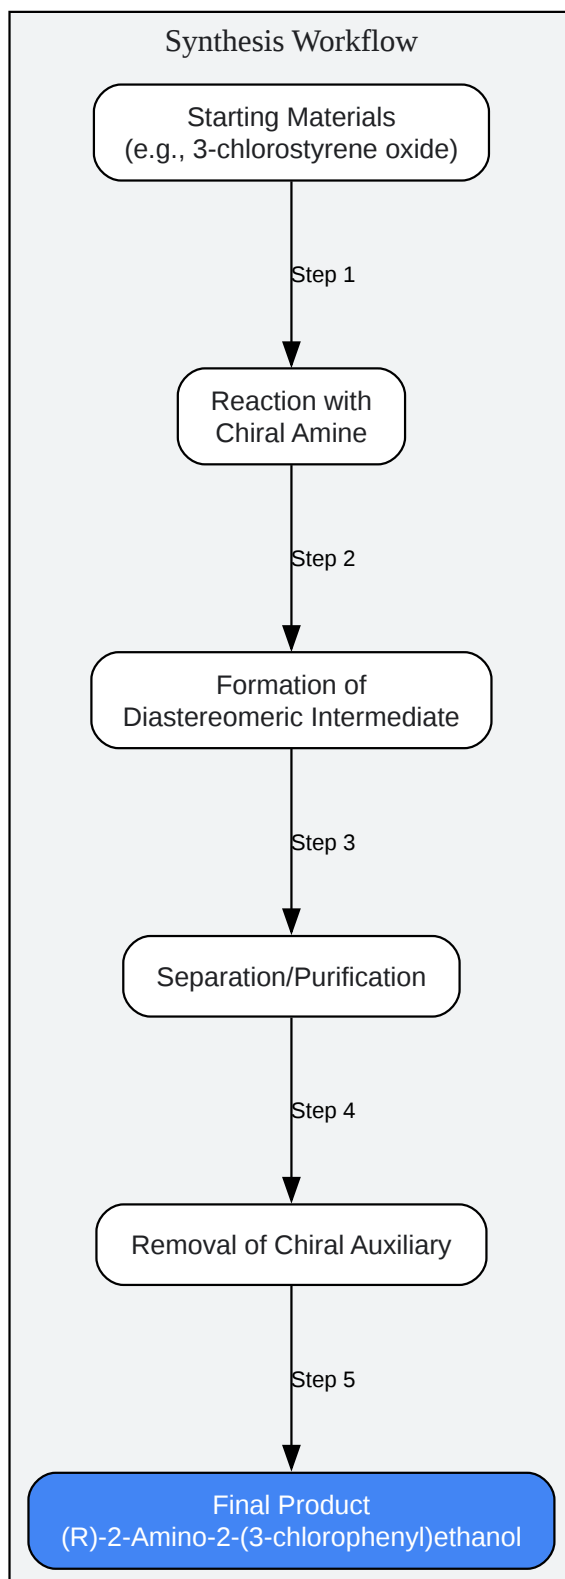 Synthesis Workflow
Starting Materials
(e.g., 3-chlorostyrene oxide)
Step 1
Reaction with
Chiral Amine
Step 2
Formation of
Diastereomeric Intermediate
Step 3
Separation/Purification
Step 4
Removal of Chiral Auxiliary
Step 5
Final Product
(R)-2-Amino-2-(3-chlorophenyl)ethanol